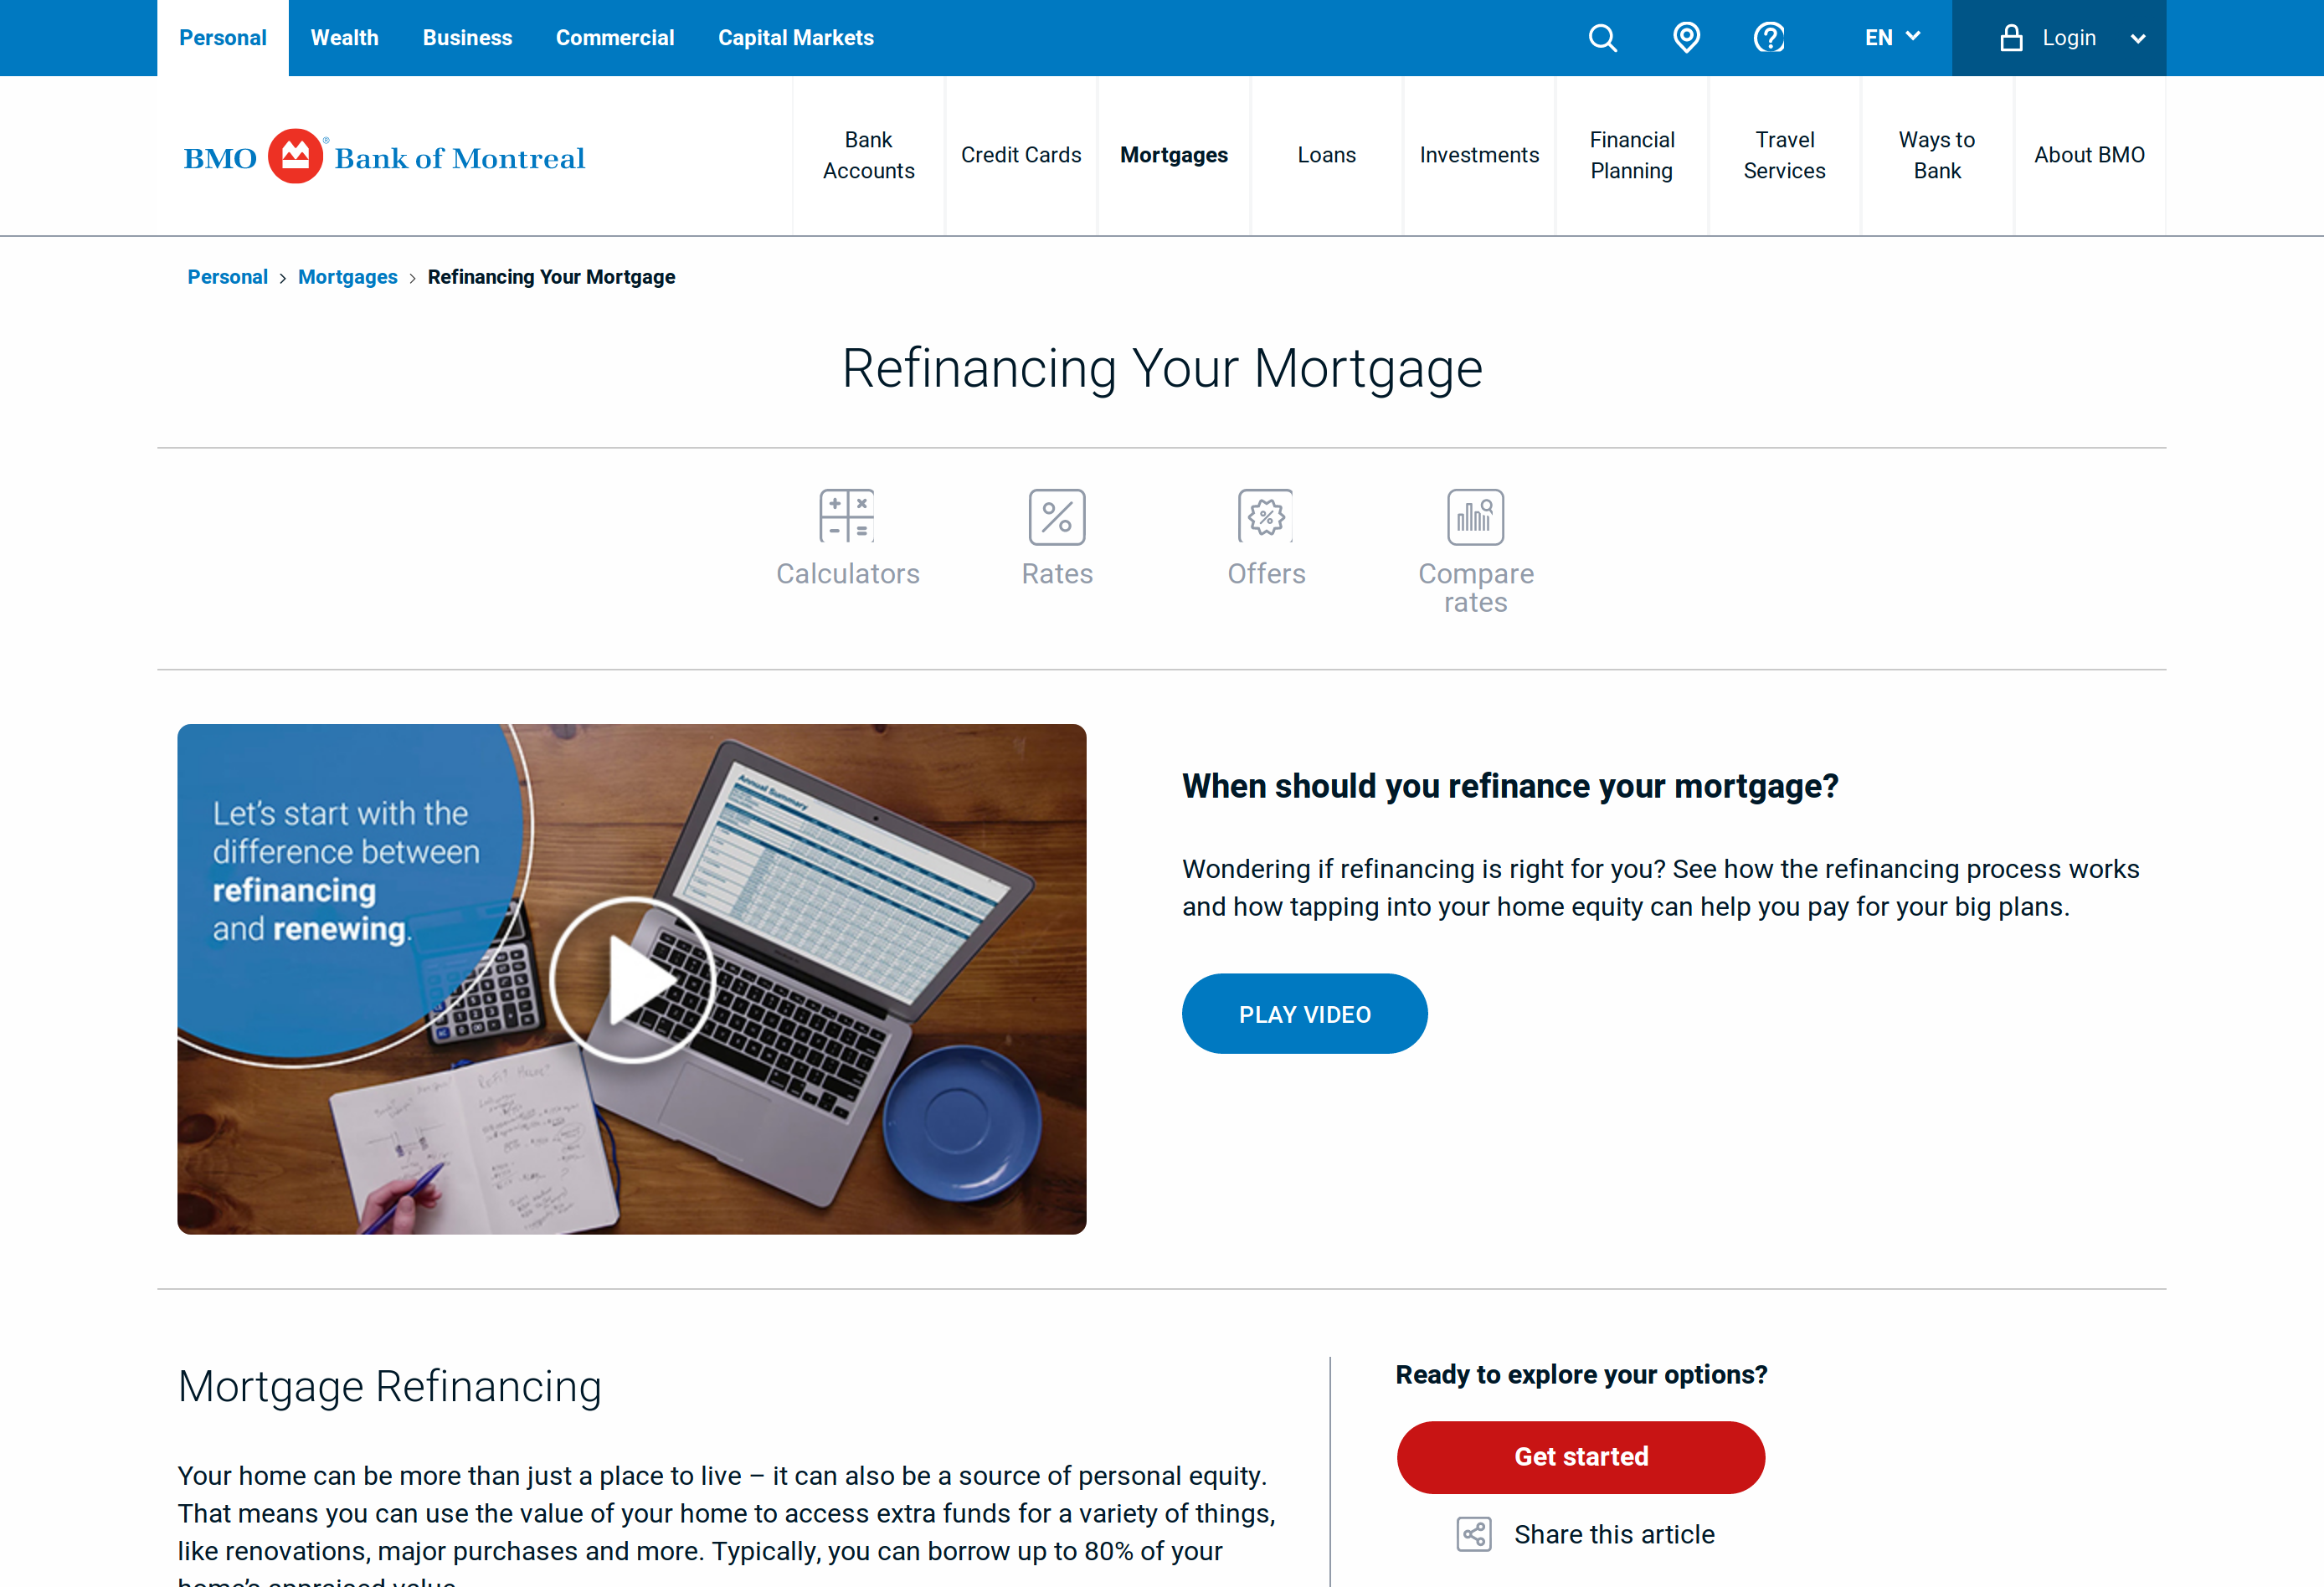 Personal
Wealth
Business
Commercial
Capital Markets
EN
Login
BMO Bank of Montreal
Bank
Accounts
Credit Cards
Mortgages
Loans
Investments
Financial
Planning
Travel
Services
Ways to
Bank
About BMO
Personal › Mortgages › Refinancing Your Mortgage
Refinancing Your Mortgage
Calculators
Rates
Offers
Compare
rates
Let's start with the
difference between
refinancing
and renewing.
Annual Summary
When should you refinance your mortgage?
Wondering if refinancing is right for you? See how the refinancing process works
and how tapping into your home equity can help you pay for your big plans.
PLAY VIDEO
Mortgage Refinancing
Your home can be more than just a place to live – it can also be a source of personal equity.
That means you can use the value of your home to access extra funds for a variety of things,
like renovations, major purchases and more. Typically, you can borrow up to 80% of your
home's appraised value.
Ready to explore your options?
Get started
Share this article